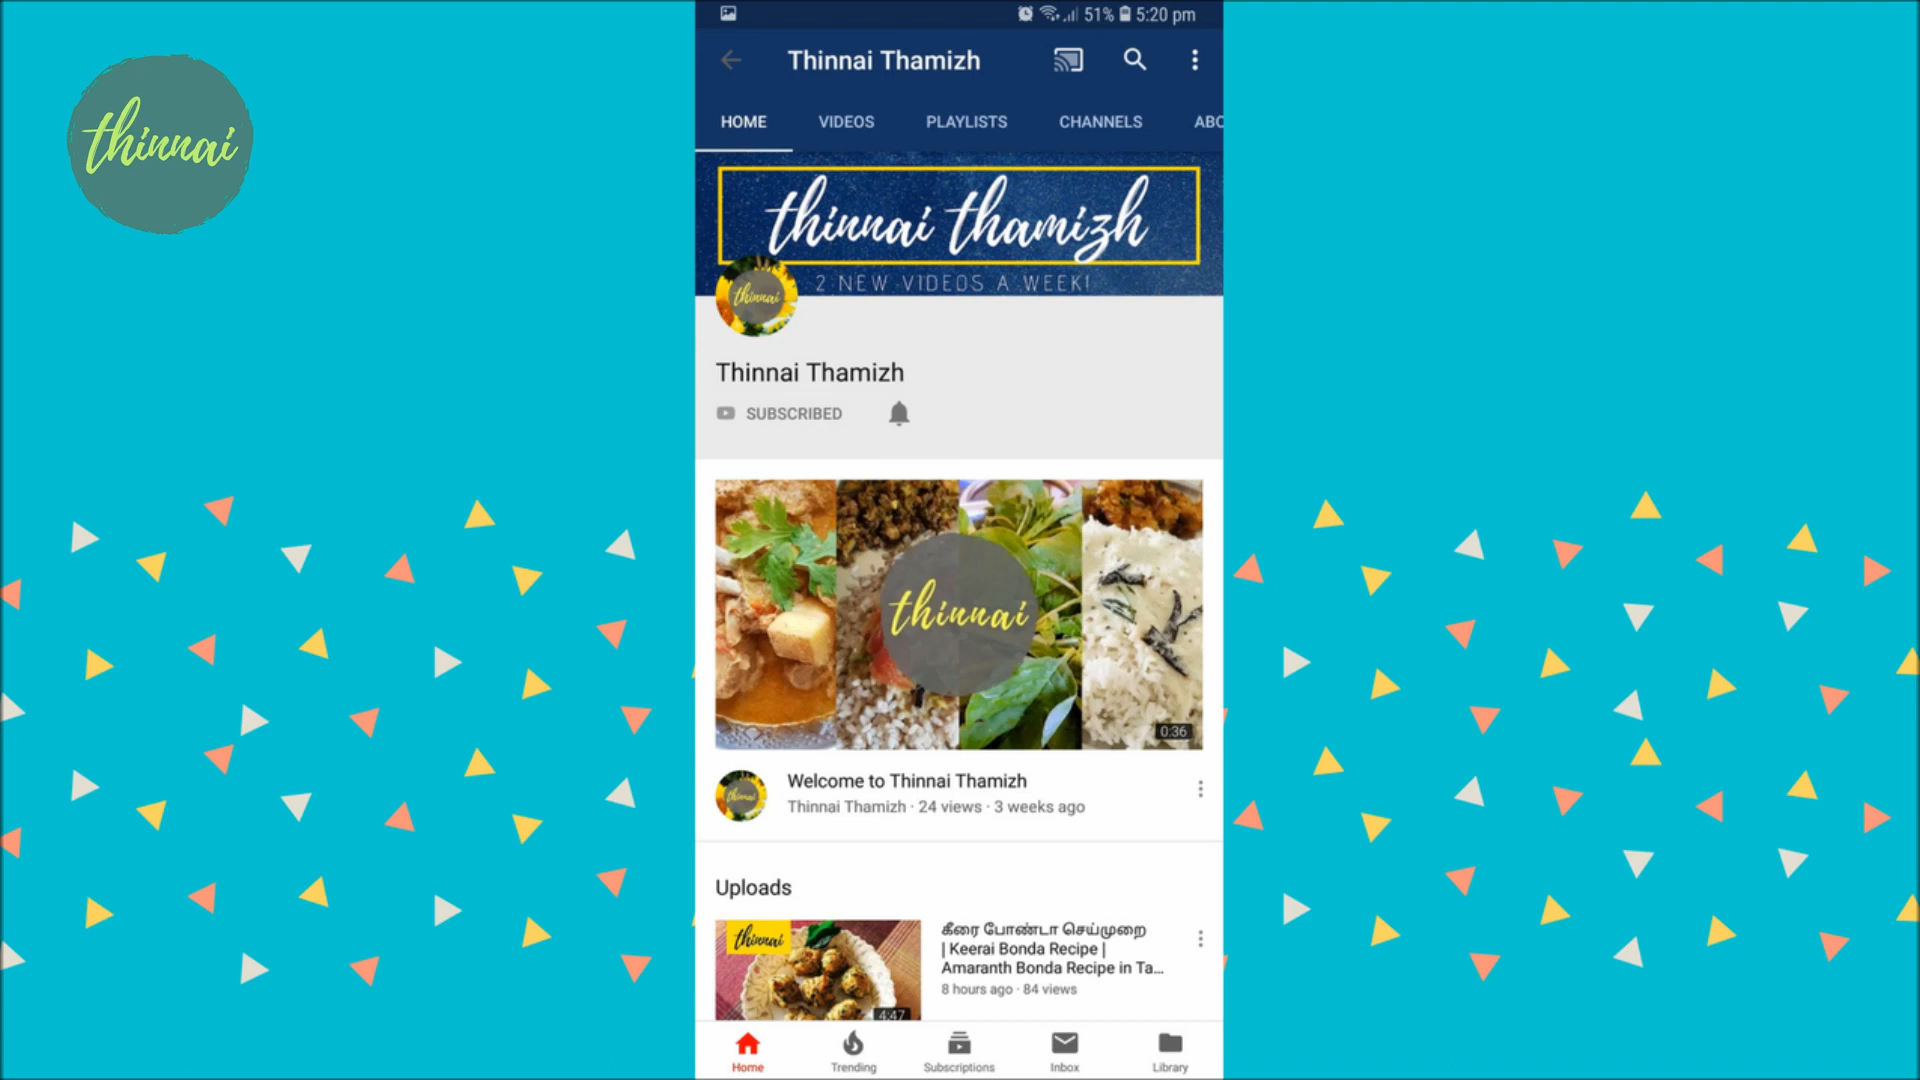 thinnai
51% 5:20 pm
Thinnai Thamizh
HOME VIDEOS PLAYLISTS CHANNELS ABO
thinnai thamizh
2 NEW VIDEOS A WEEK!
thinnai
Thinnai Thamizh
SUBSCRIBED
thinnai
0:36
thinnai
Welcome to Thinnai Thamizh
Thinnai Thamizh · 24 views · 3 weeks ago
Uploads
thinnai
4:47
கீரை போண்டா செய்முறை
| Keerai Bonda Recipe |
Amaranth Bonda Recipe in Ta...
8 hours ago · 84 views
Home Trending Subscriptions Inbox Library